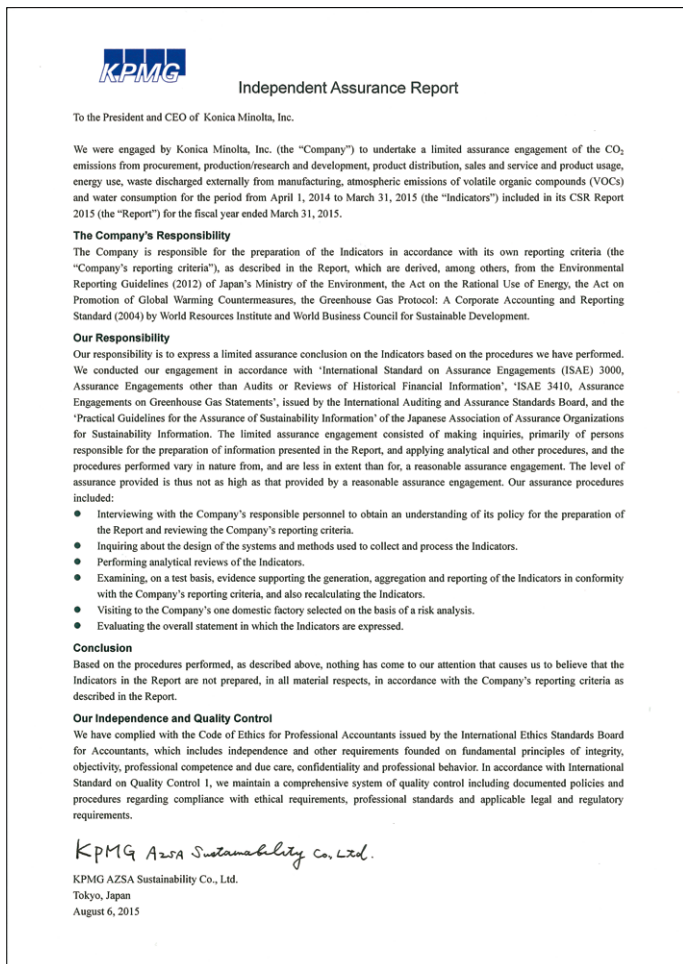 KPMG
Independent Assurance Report
To the President and CEO of Konica Minolta, Inc.
We were engaged by Konica Minolta, Inc. (the “Company”) to undertake a limited assurance engagement of the CO₂
emissions from procurement, production/research and development, product distribution, sales and service and product usage,
energy use, waste discharged externally from manufacturing, atmospheric emissions of volatile organic compounds (VOCs)
and water consumption for the period from April 1, 2014 to March 31, 2015 (the “Indicators”) included in its CSR Report
2015 (the “Report”) for the fiscal year ended March 31, 2015.
The Company’s Responsibility
The Company is responsible for the preparation of the Indicators in accordance with its own reporting criteria (the
“Company’s reporting criteria”), as described in the Report, which are derived, among others, from the Environmental
Reporting Guidelines (2012) of Japan’s Ministry of the Environment, the Act on the Rational Use of Energy, the Act on
Promotion of Global Warming Countermeasures, the Greenhouse Gas Protocol: A Corporate Accounting and Reporting
Standard (2004) by World Resources Institute and World Business Council for Sustainable Development.
Our Responsibility
Our responsibility is to express a limited assurance conclusion on the Indicators based on the procedures we have performed.
We conducted our engagement in accordance with ‘International Standard on Assurance Engagements (ISAE) 3000,
Assurance Engagements other than Audits or Reviews of Historical Financial Information’, ‘ISAE 3410, Assurance
Engagements on Greenhouse Gas Statements’, issued by the International Auditing and Assurance Standards Board, and the
‘Practical Guidelines for the Assurance of Sustainability Information’ of the Japanese Association of Assurance Organizations
for Sustainability Information. The limited assurance engagement consisted of making inquiries, primarily of persons
responsible for the preparation of information presented in the Report, and applying analytical and other procedures, and the
procedures performed vary in nature from, and are less in extent than for, a reasonable assurance engagement. The level of
assurance provided is thus not as high as that provided by a reasonable assurance engagement. Our assurance procedures
included:
● Interviewing with the Company’s responsible personnel to obtain an understanding of its policy for the preparation of
the Report and reviewing the Company’s reporting criteria.
● Inquiring about the design of the systems and methods used to collect and process the Indicators.
● Performing analytical reviews of the Indicators.
● Examining, on a test basis, evidence supporting the generation, aggregation and reporting of the Indicators in conformity
with the Company’s reporting criteria, and also recalculating the Indicators.
● Visiting to the Company’s one domestic factory selected on the basis of a risk analysis.
● Evaluating the overall statement in which the Indicators are expressed.
Conclusion
Based on the procedures performed, as described above, nothing has come to our attention that causes us to believe that the
Indicators in the Report are not prepared, in all material respects, in accordance with the Company’s reporting criteria as
described in the Report.
Our Independence and Quality Control
We have complied with the Code of Ethics for Professional Accountants issued by the International Ethics Standards Board
for Accountants, which includes independence and other requirements founded on fundamental principles of integrity,
objectivity, professional competence and due care, confidentiality and professional behavior. In accordance with International
Standard on Quality Control 1, we maintain a comprehensive system of quality control including documented policies and
procedures regarding compliance with ethical requirements, professional standards and applicable legal and regulatory
requirements.
KPMG AZSA Sustainability Co., Ltd.
KPMG AZSA Sustainability Co., Ltd.
Tokyo, Japan
August 6, 2015